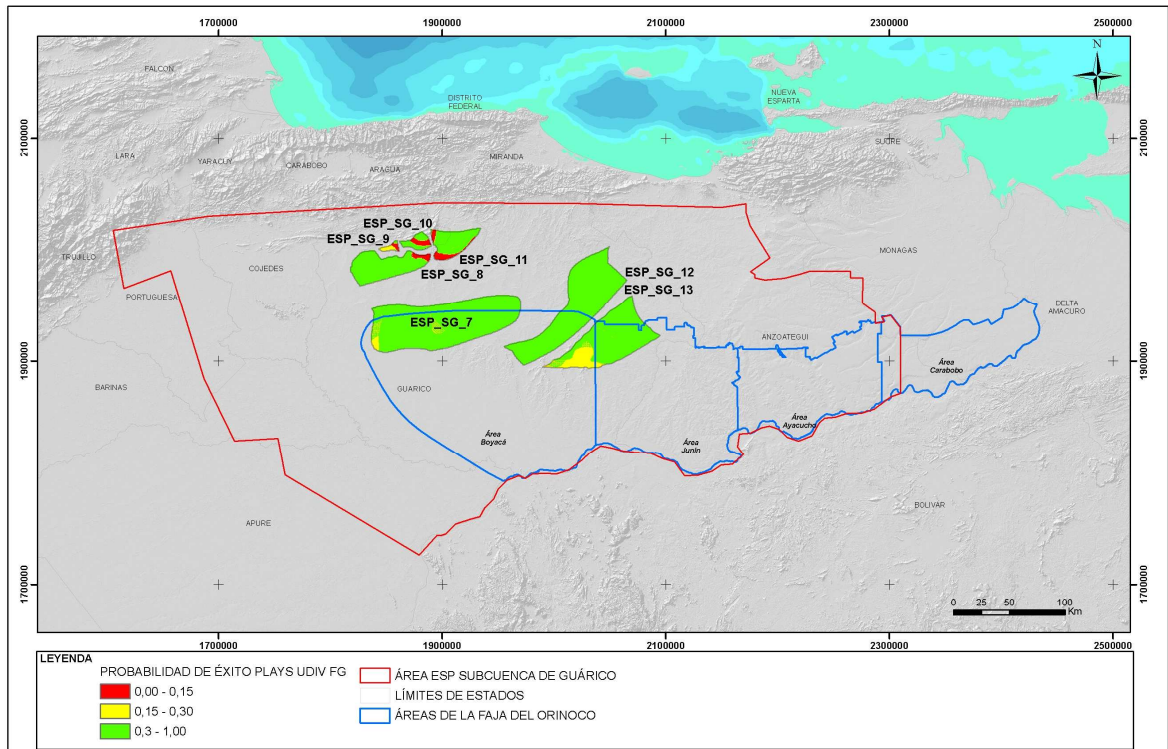 1700000
1900000
2100000
2300000
2500000
N
FALCON
DISTRITO
FEDERAL
NUEVA
ESPARTA
2100000
2100000
LARA
YARACUY
CARABOBO
ARAGUA
MIRANDA
SUCRE
ESP_SG_10
ESP_SG_9
ESP_SG_11
ESP_SG_8
TRUJILLO
COJEDES
MONAGAS
PORTUGUESA
ESP_SG_12
ESP_SG_13
ESP_SG_7
DELTA
AMACURO
ANZOATEGUI
1900000
1900000
Área
Carabobo
BARINAS
GUARICO
Área
Boyacá
Área
Junín
Área
Ayacucho
BOLIVAR
APURE
1700000
1700000
0 25 50 100
Km
1700000
1900000
2100000
2300000
2500000
LEYENDA
PROBABILIDAD DE ÉXITO PLAYS UDIV FG
0,00 - 0,15
0,15 - 0,30
0,3 - 1,00
ÁREA ESP SUBCUENCA DE GUÁRICO
LÍMITES DE ESTADOS
ÁREAS DE LA FAJA DEL ORINOCO